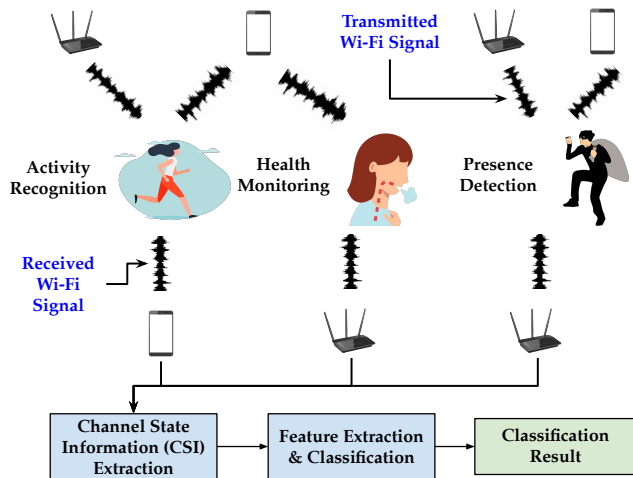 Transmitted
Wi-Fi Signal
Activity
Recognition
Health
Monitoring
Presence
Detection
Received
Wi-Fi
Signal
Channel State
Information (CSI)
Extraction
Feature Extraction
& Classification
Classification
Result